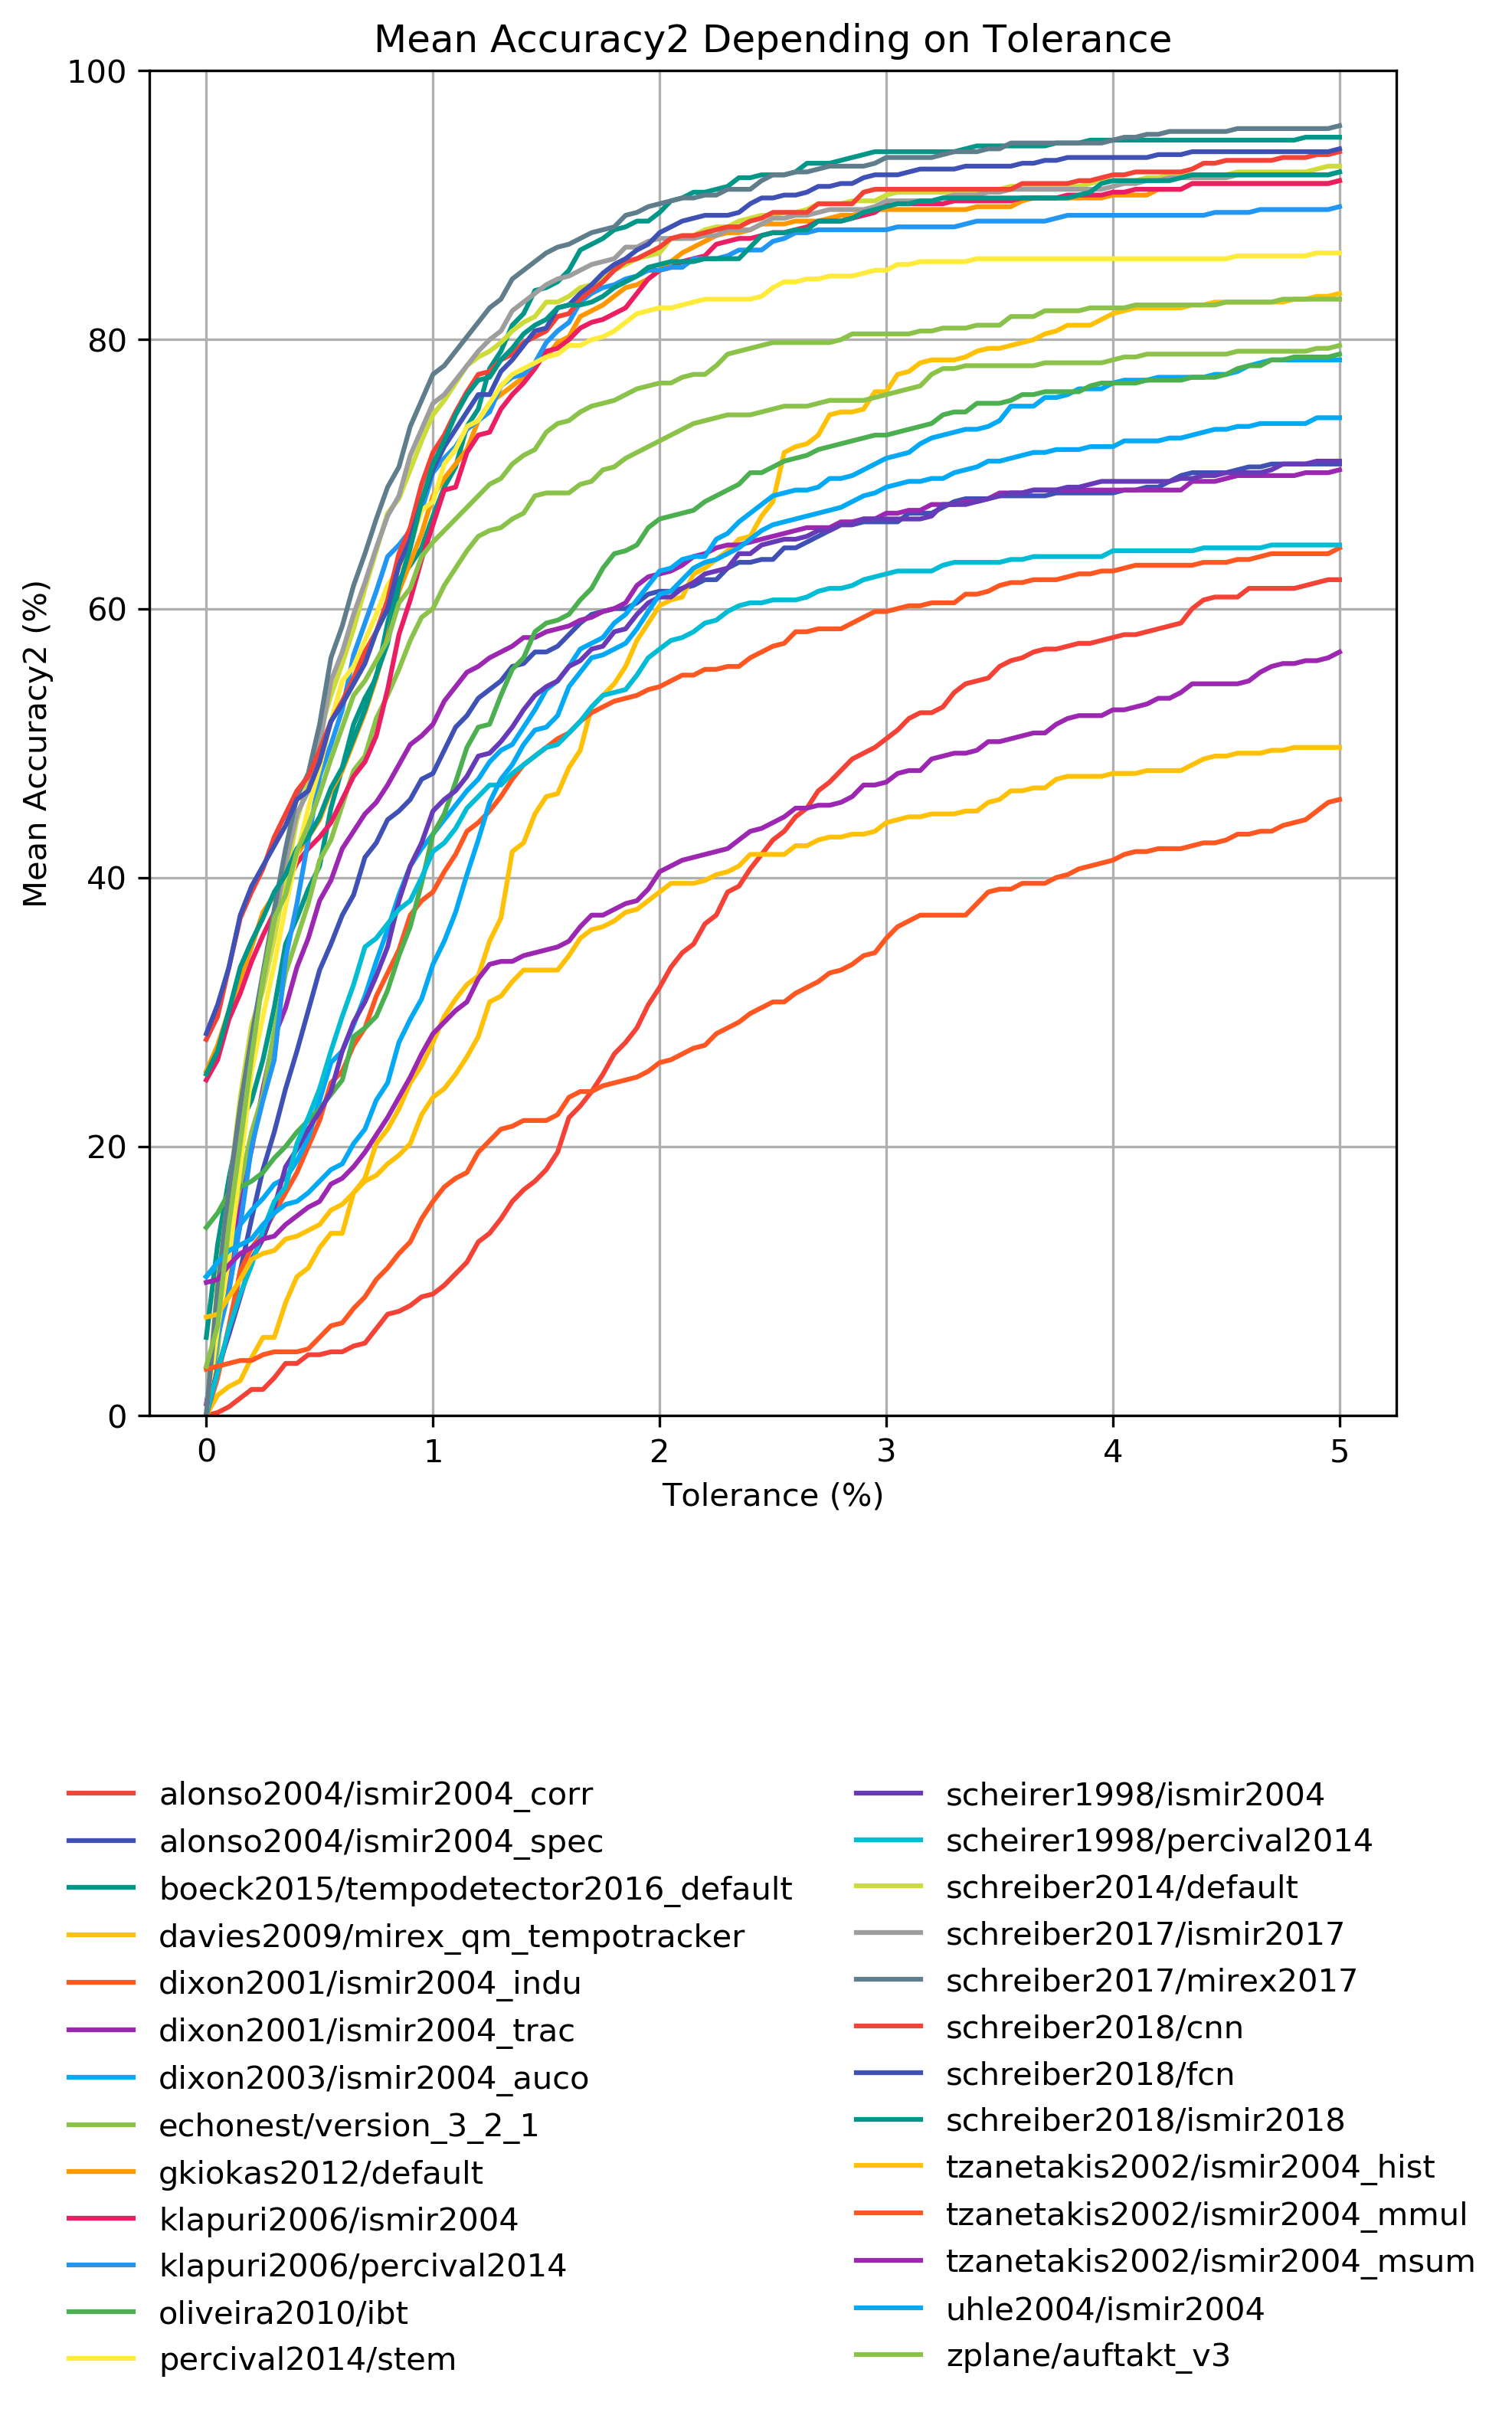 Mean Accuracy2 Depending on Tolerance
100
80
60
40
20
0
Mean Accuracy2 (%)
0 1 2 3 4 5
Tolerance (%)
alonso2004/ismir2004_corr
alonso2004/ismir2004_spec
boeck2015/tempodetector2016_default
davies2009/mirex_qm_tempotracker
dixon2001/ismir2004_indu
dixon2001/ismir2004_trac
dixon2003/ismir2004_auco
echonest/version_3_2_1
gkiokas2012/default
klapuri2006/ismir2004
klapuri2006/percival2014
oliveira2010/ibt
percival2014/stem
scheirer1998/ismir2004
scheirer1998/percival2014
schreiber2014/default
schreiber2017/ismir2017
schreiber2017/mirex2017
schreiber2018/cnn
schreiber2018/fcn
schreiber2018/ismir2018
tzanetakis2002/ismir2004_hist
tzanetakis2002/ismir2004_mmul
tzanetakis2002/ismir2004_msum
uhle2004/ismir2004
zplane/auftakt_v3